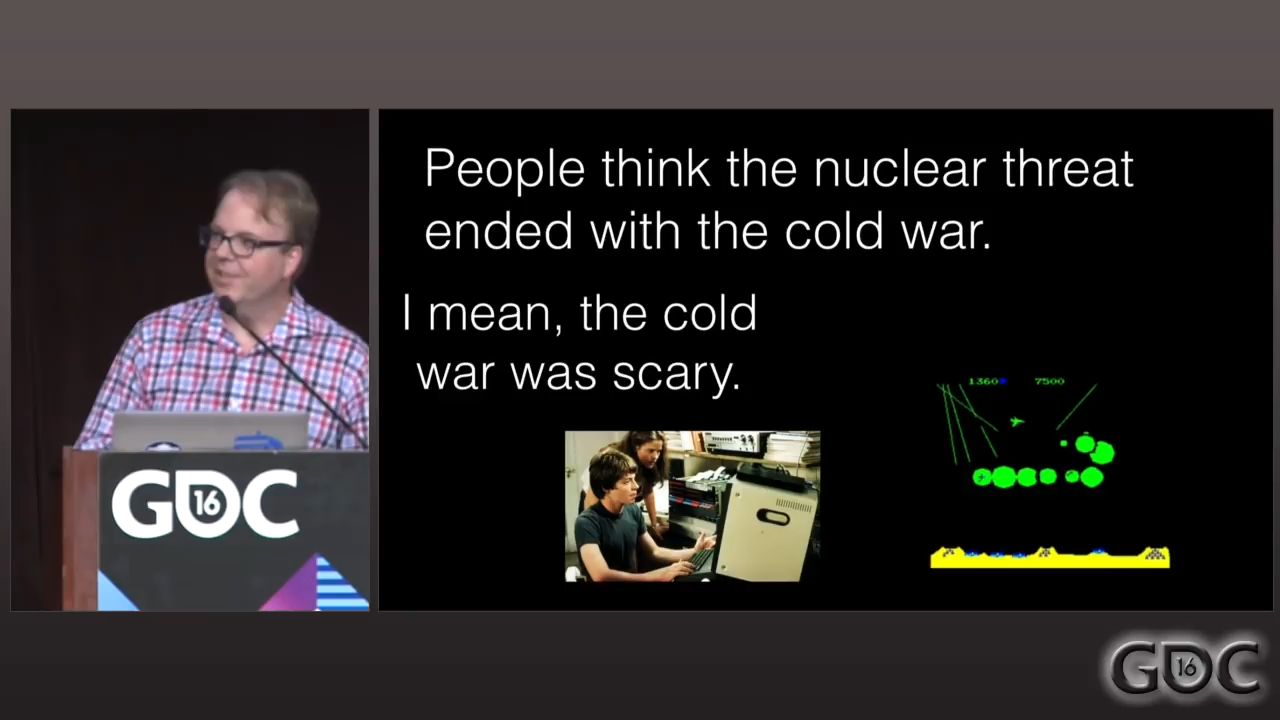 People think the nuclear threat
ended with the cold war.
I mean, the cold
war was scary.
1360
7500
GDC
16
GDC
16